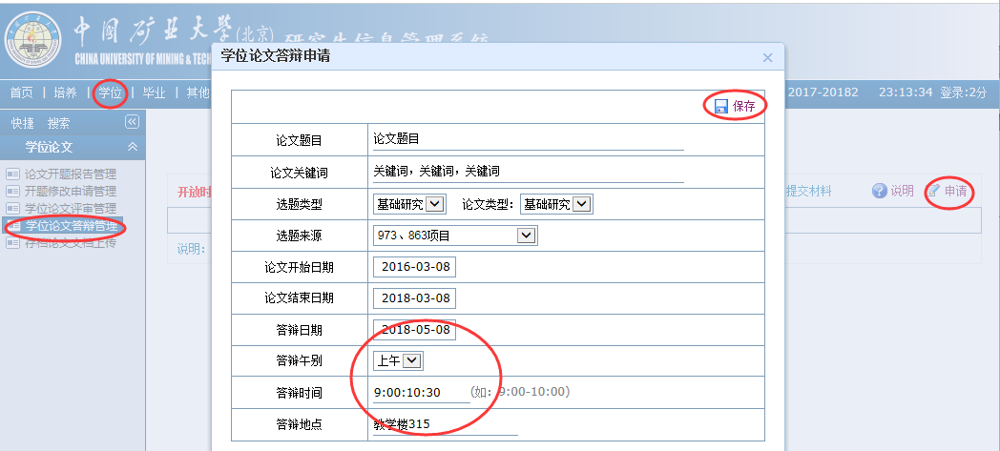 中国矿业大学(北京) 研究生信息管理系统
CHINA UNIVERSITY OF MINING & TECH
首页 | 培养 | 学位 | 毕业 | 其他
2017-20182 23:13:34 登录:2分
快捷 搜索
学位论文
论文开题报告管理
开题修改申请管理
学位论文评审管理
学位论文答辩管理
存档论文文档上传
开放时
提交材料 说明 申请
说明:
学位论文答辩申请
保存
论文题目 论文题目
论文关键词 关键词，关键词，关键词
选题类型 基础研究 论文类型: 基础研究
选题来源 973、863项目
论文开始日期 2016-03-08
论文结束日期 2018-03-08
答辩日期 2018-05-08
答辩午别 上午
答辩时间 9:00:10:30 (如: 9:00-10:00)
答辩地点 教学楼315